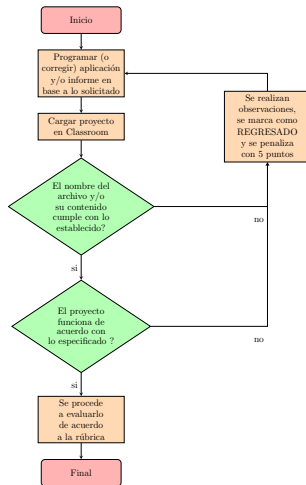 Inicio
Programar (o
corregir) aplicación
y/o informe en
base a lo solicitado
Cargar proyecto
en Classroom
El nombre del
archivo y/o
su contenido
cumple con lo
establecido?
no
Se realizan
observaciones,
se marca como
REGRESADO
y se penaliza
con 5 puntos
si
El proyecto
funciona de
acuerdo con
lo especificado ?
no
si
Se procede
a evaluarlo
de acuerdo
a la rúbrica
Final